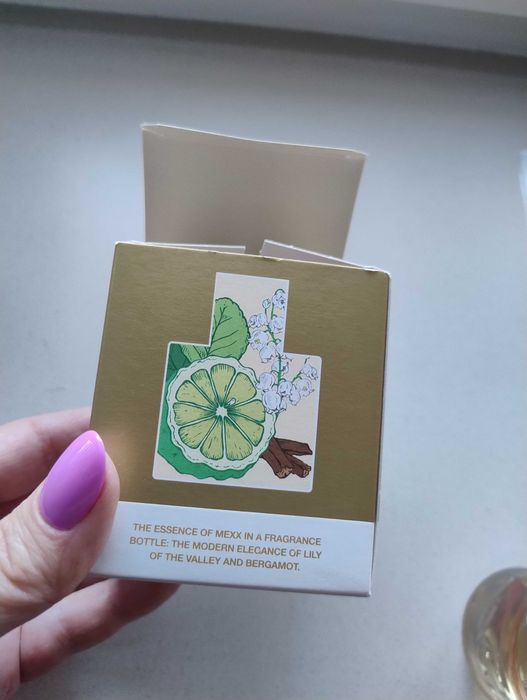 THE ESSENCE OF MEXX IN A FRAGRANCE
BOTTLE: THE MODERN ELEGANCE OF LILY
OF THE VALLEY AND BERGAMOT.